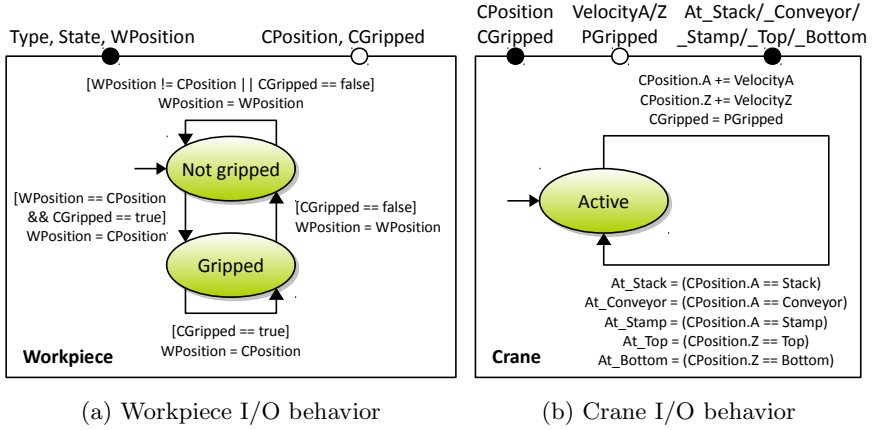 Type, State, WPosition
CPosition, CGripped
[WPosition != CPosition || CGripped == false]
WPosition = WPosition
Not gripped
[WPosition == CPosition
&& CGripped == true]
WPosition = CPosition
[CGripped == false]
WPosition = WPosition
Gripped
[CGripped == true]
WPosition = CPosition
Workpiece
(a) Workpiece I/O behavior
CPosition
CGripped
VelocityA/Z
PGripped
At_Stack/_Conveyor/
_Stamp/_Top/_Bottom
CPosition.A += VelocityA
CPosition.Z += VelocityZ
CGripped = PGripped
Active
At_Stack = (CPosition.A == Stack)
At_Conveyor = (CPosition.A == Conveyor)
At_Stamp = (CPosition.A == Stamp)
At_Top = (CPosition.Z == Top)
At_Bottom = (CPosition.Z == Bottom)
Crane
(b) Crane I/O behavior